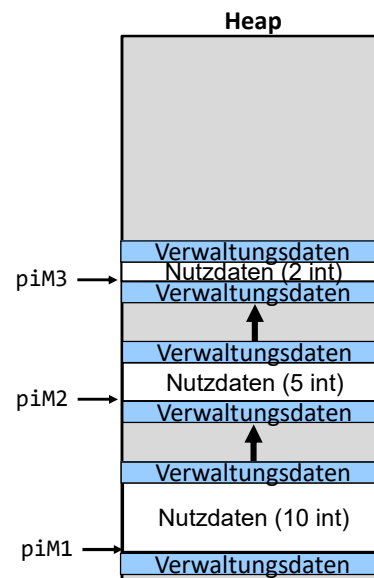 Heap
Verwaltungsdaten
Nutzdaten (2 int)
piM3
Verwaltungsdaten
Verwaltungsdaten
Nutzdaten (5 int)
piM2
Verwaltungsdaten
Verwaltungsdaten
Nutzdaten (10 int)
piM1
Verwaltungsdaten